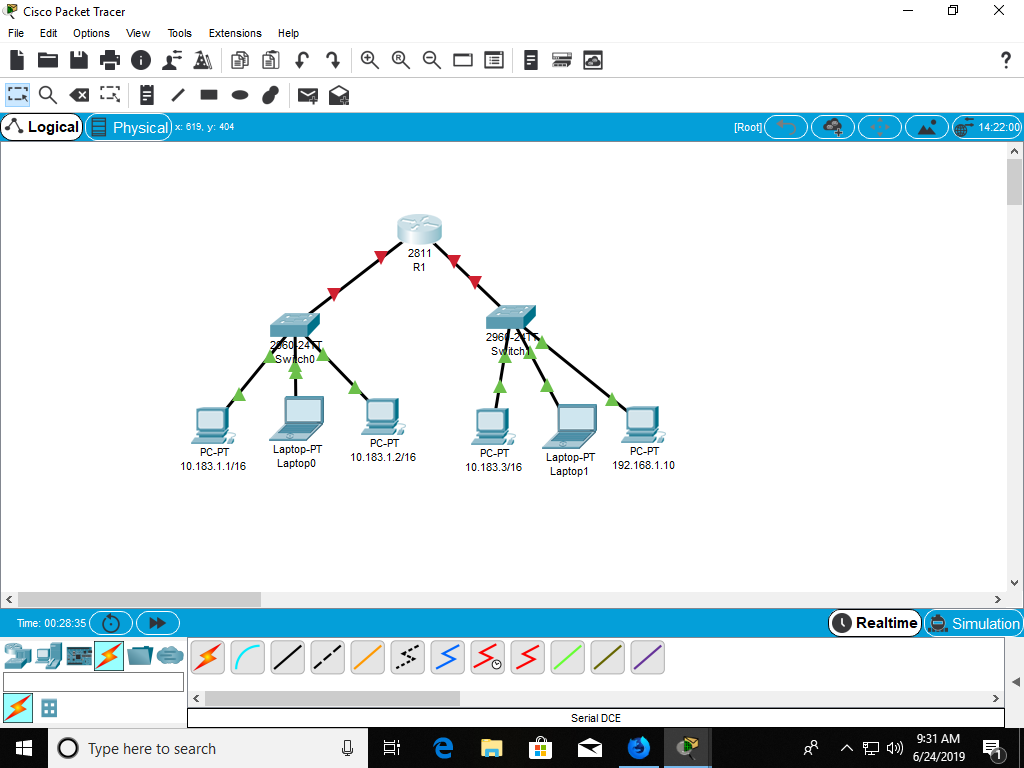 Cisco Packet Tracer
File Edit Options View Tools Extensions Help
Logical
Physical
x: 619, y: 404
[Root]
14:22:00
2811
R1
2960-24TT
Switch0
2960-24TT
Switch1
PC-PT
10.183.1.1/16
Laptop-PT
Laptop0
PC-PT
10.183.1.2/16
PC-PT
10.183.3/16
Laptop-PT
Laptop1
PC-PT
192.168.1.10
Time: 00:28:35
Realtime
Simulation
Serial DCE
Type here to search
9:31 AM
6/24/2019
1